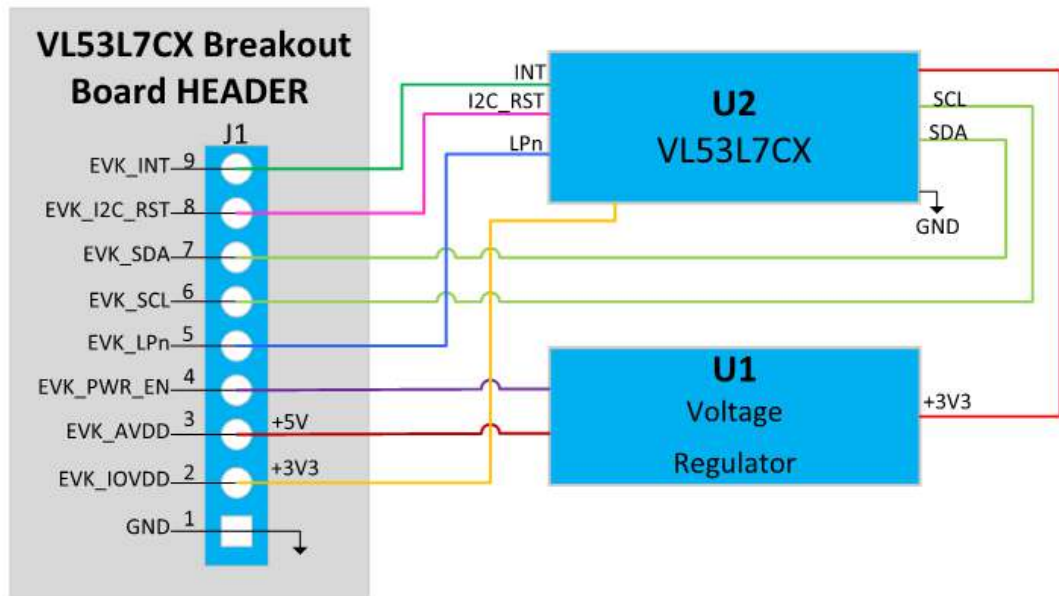 VL53L7CX Breakout
Board HEADER
J1
EVK_INT 9
EVK_I2C_RST 8
EVK_SDA 7
EVK_SCL 6
EVK_LPn 5
EVK_PWR_EN 4
EVK_AVDD 3 +5V
EVK_IOVDD 2 +3V3
GND 1
INT
I2C_RST
LPn
U2
VL53L7CX
SCL
SDA
GND
U1
Voltage
Regulator
+3V3